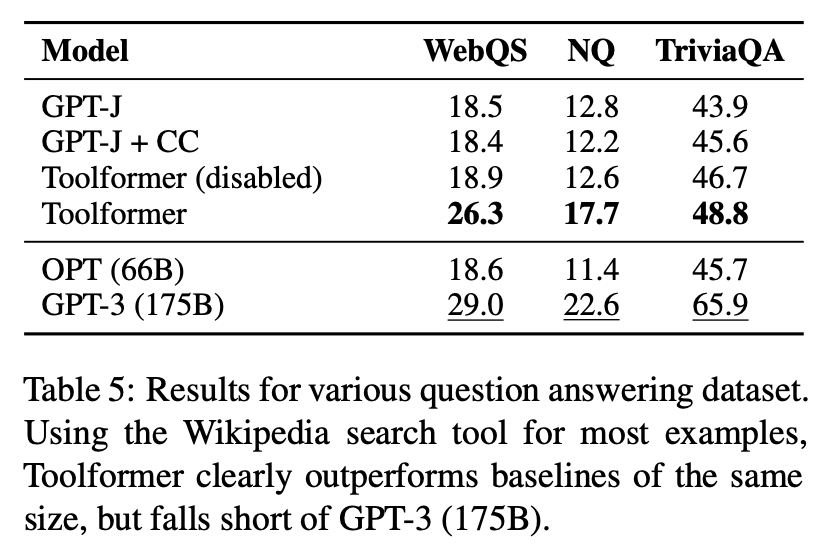 Model WebQS NQ TriviaQA
GPT-J 18.5 12.8 43.9
GPT-J + CC 18.4 12.2 45.6
Toolformer (disabled) 18.9 12.6 46.7
Toolformer 26.3 17.7 48.8
OPT (66B) 18.6 11.4 45.7
GPT-3 (175B) 29.0 22.6 65.9
Table 5: Results for various question answering dataset.
Using the Wikipedia search tool for most examples,
Toolformer clearly outperforms baselines of the same
size, but falls short of GPT-3 (175B).